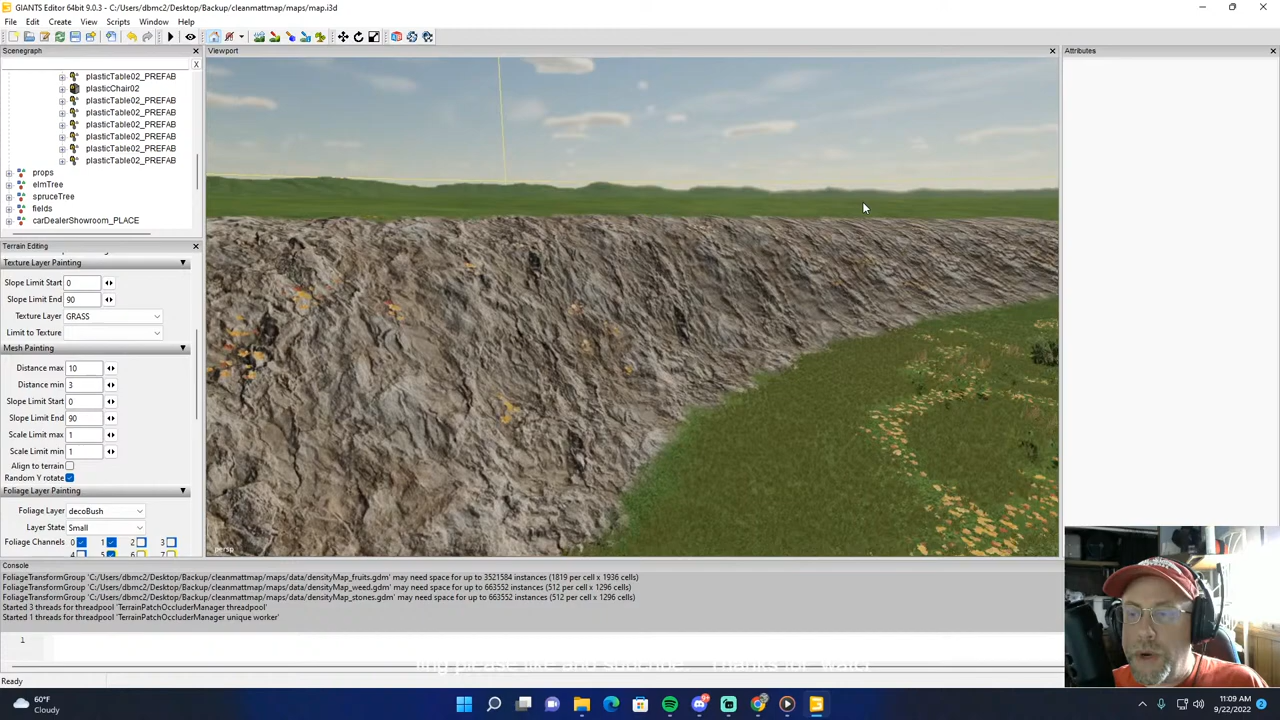 GIANTS Editor 64bit 9.0.3 - C:/Users/dbmc2/Desktop/Backup/cleanmattmap/maps/map.i3d
File Edit Create View Scripts Window Help
Scenegraph
Viewport
Attributes
plasticTable02_PREFAB
plasticChair02
plasticTable02_PREFAB
plasticTable02_PREFAB
plasticTable02_PREFAB
plasticTable02_PREFAB
plasticTable02_PREFAB
plasticTable02_PREFAB
props
elmTree
spruceTree
fields
carDealerShowroom_PLACE
Terrain Editing
Texture Layer Painting
Slope Limit Start 0
Slope Limit End 90
Texture Layer GRASS
Limit to Texture
Mesh Painting
Distance max 10
Distance min 3
Slope Limit Start 0
Slope Limit End 90
Scale Limit max 1
Scale Limit min 1
Align to terrain
Random Y rotate
Foliage Layer Painting
Foliage Layer decoBush
Layer State Small
Foliage Channels 0 1 2 3
4 5 6 7
persp
Console
FoliageTransformGroup 'C:/Users/dbmc2/Desktop/Backup/cleanmattmap/maps/data/densityMap_fruits.gdm' may need space for up to 3521584 instances (1819 per cell x 1936 cells)
FoliageTransformGroup 'C:/Users/dbmc2/Desktop/Backup/cleanmattmap/maps/data/densityMap_weed.gdm' may need space for up to 663552 instances (512 per cell x 1296 cells)
FoliageTransformGroup 'C:/Users/dbmc2/Desktop/Backup/cleanmattmap/maps/data/densityMap_stones.gdm' may need space for up to 663552 instances (512 per cell x 1296 cells)
Started 3 threads for threadpool 'TerrainPatchOccluderManager threadpool'
Started 1 threads for threadpool 'TerrainPatchOccluderManager unique worker'
1
please like and
Ready
60°F
Cloudy
11:09 AM
9/22/2022